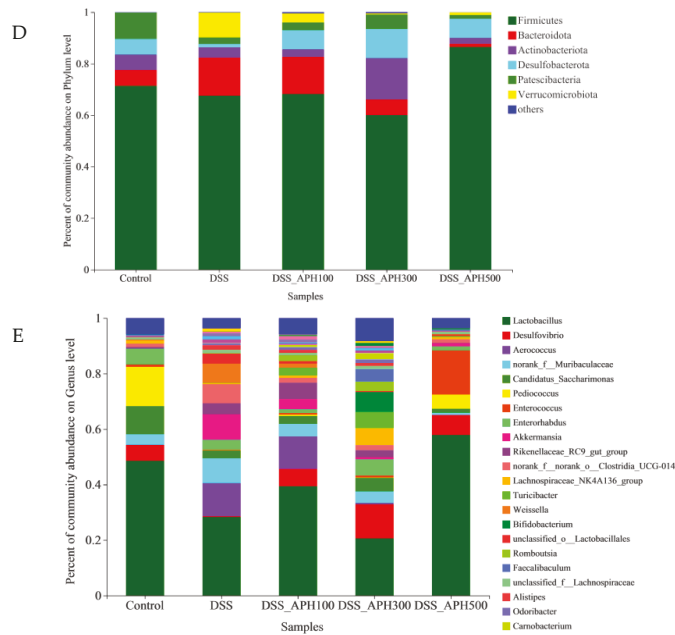 D
Percent of community abundance on Phylum level
1
0.8
0.6
0.4
0.2
0
Control
DSS
DSS_APH100
DSS_APH300
DSS_APH500
Samples
Firmicutes
Bacteroidota
Actinobacteriota
Desulfobacterota
Patescibacteria
Verrucomicrobiota
others
E
Percent of community abundance on Genus level
1
0.8
0.6
0.4
0.2
0
Control
DSS
DSS_APH100
DSS_APH300
DSS_APH500
Samples
Lactobacillus
Desulfovibrio
Aerococcus
norank_f__Muribaculaceae
Candidatus_Saccharimonas
Pediococcus
Enterococcus
Enterorhabdus
Akkermansia
Rikenellaceae_RC9_gut_group
norank_f__norank_o__Clostridia_UCG-014
Lachnospiraceae_NK4A136_group
Turicibacter
Weissella
Bifidobacterium
unclassified_o__Lactobacillales
Romboutsia
Faecalibaculum
unclassified_f__Lachnospiraceae
Alistipes
Odoribacter
Carnobacterium